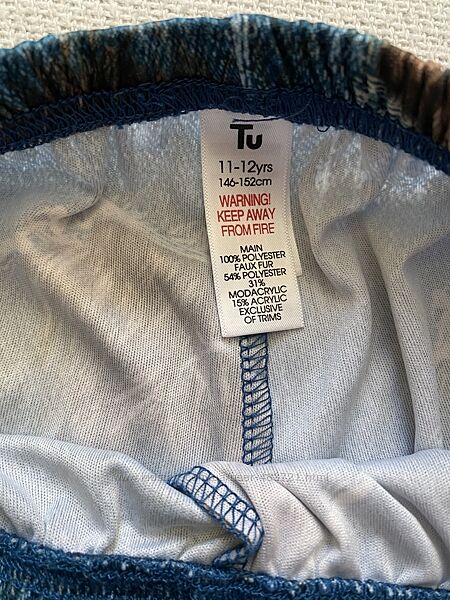 Tu
11-12yrs
146-152cm
WARNING!
KEEP AWAY
FROM FIRE
MAIN
100% POLYESTER
FAUX FUR
54% POLYESTER
31%
MODACRYLIC
15% ACRYLIC
EXCLUSIVE
OF TRIMS